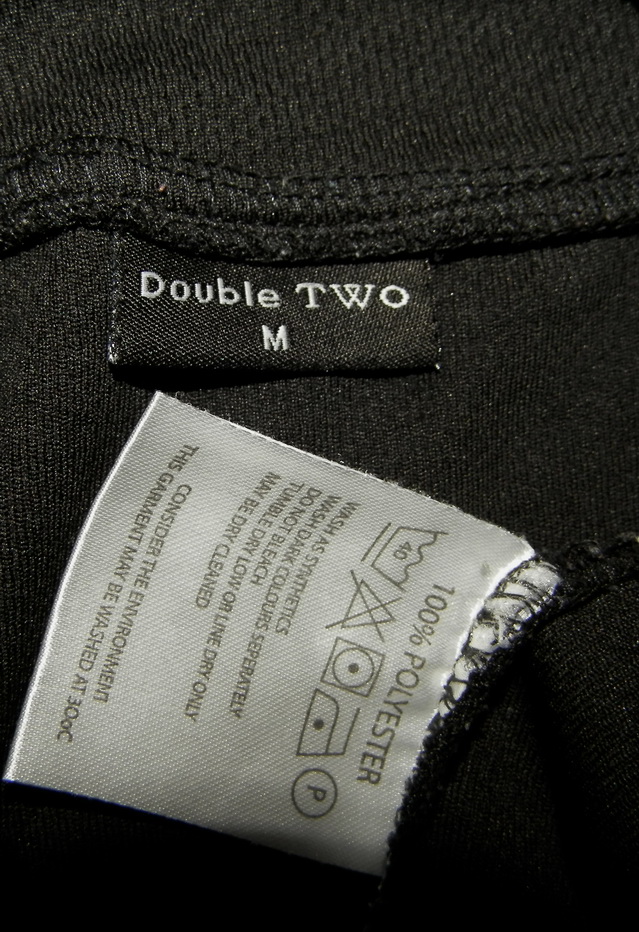 Double TWO
M
100% POLYESTER
40
P
WASH AS SYNTHETICS
WASH DARK COLOURS SEPERATELY
DO NOT BLEACH
TUMBLE DRY LOW OR LINE DRY ONLY
MAY BE DRY CLEANED
CONSIDER THE ENVIRONMENT
THIS GARMENT MAY BE WASHED AT 30oC